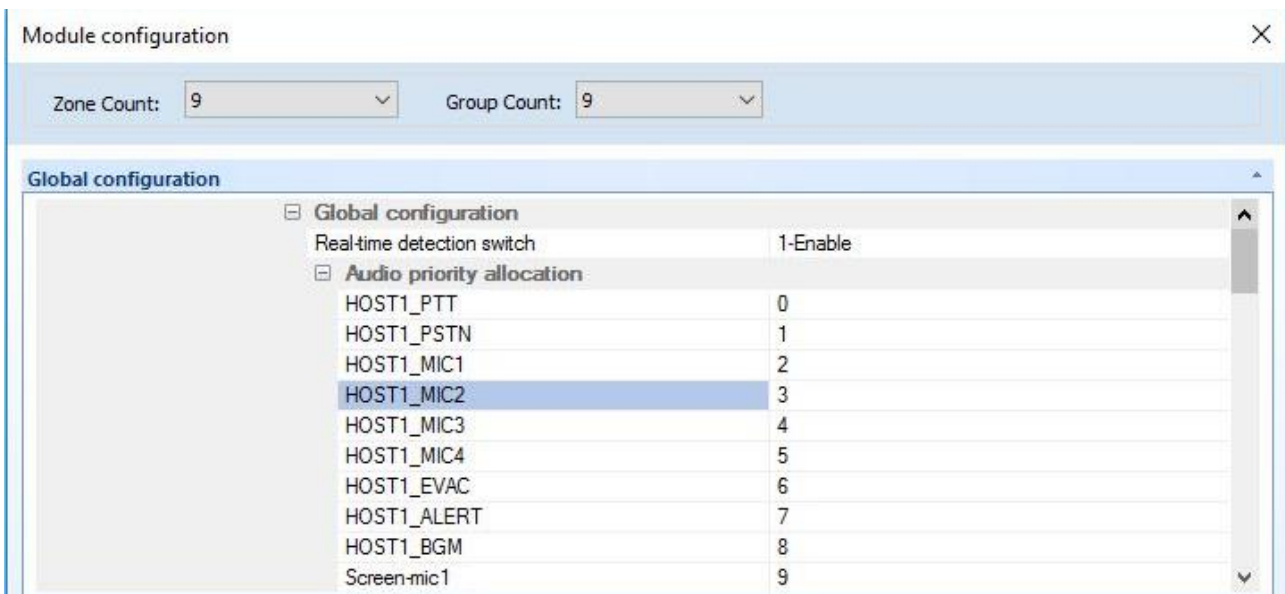 Module configuration
Zone Count: 9 Group Count: 9
Global configuration
Global configuration
Real-time detection switch 1-Enable
Audio priority allocation
HOST1_PTT 0
HOST1_PSTN 1
HOST1_MIC1 2
HOST1_MIC2 3
HOST1_MIC3 4
HOST1_MIC4 5
HOST1_EVAC 6
HOST1_ALERT 7
HOST1_BGM 8
Screen-mic1 9